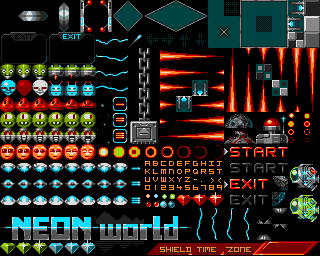 EXIT EXIT
START
START
ABCDEFGHIJ
KLMNOPQRST
UVWXYZ
EXIT
0123456789
EXIT
NEON world
SHIELD TIME ZONE